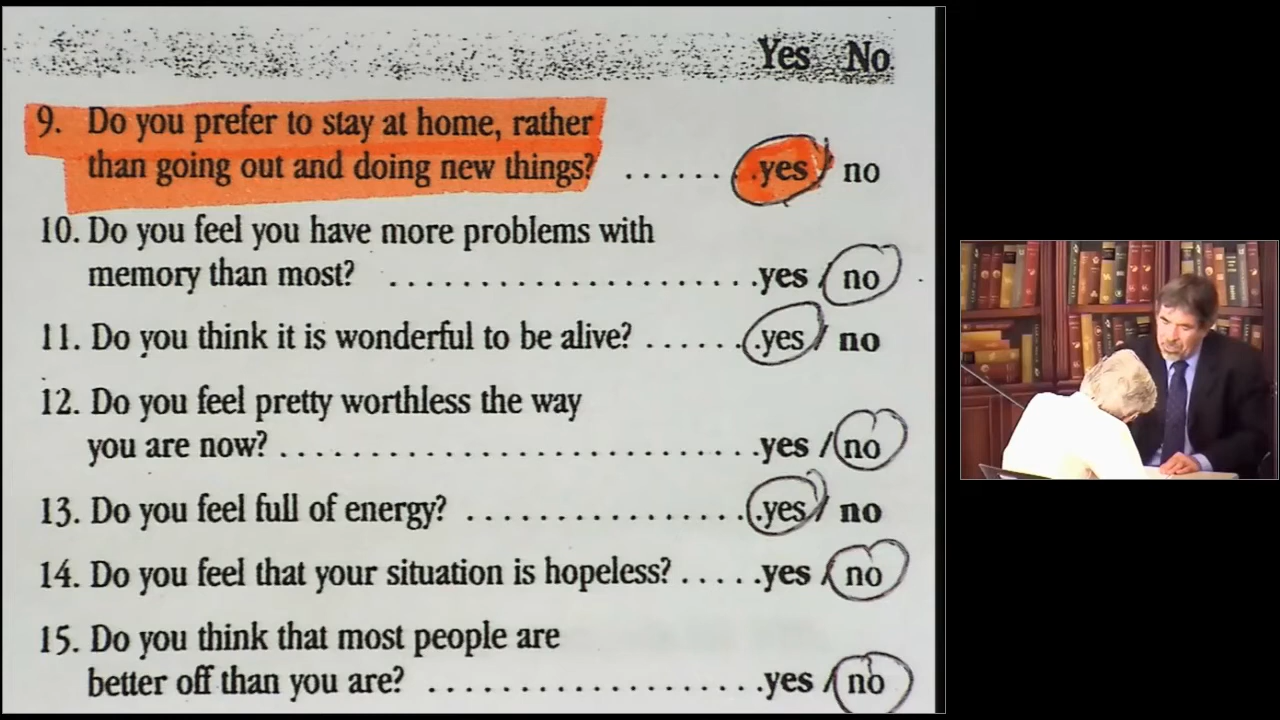 Yes No
9. Do you prefer to stay at home, rather
than going out and doing new things? . . . . . . . .yes / no
10. Do you feel you have more problems with
memory than most? . . . . . . . . . . . . . . . . . . . . . .yes / no
11. Do you think it is wonderful to be alive? . . . . . . .yes / no
12. Do you feel pretty worthless the way
you are now? . . . . . . . . . . . . . . . . . . . . . . . . . . . .yes / no
13. Do you feel full of energy? . . . . . . . . . . . . . . . . .yes / no
14. Do you feel that your situation is hopeless? . . . . .yes / no
15. Do you think that most people are
better off than you are? . . . . . . . . . . . . . . . . . . . .yes / no